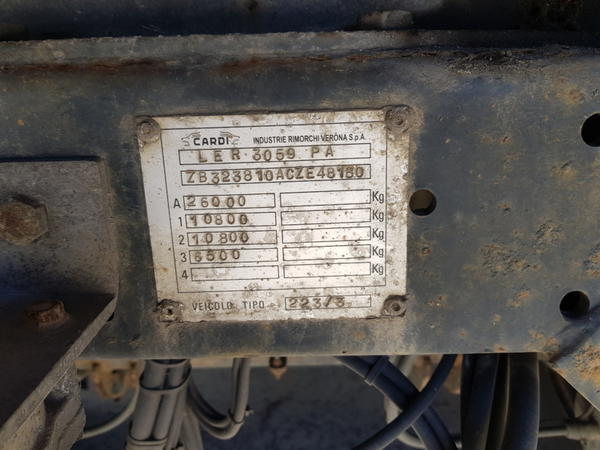 CARDI INDUSTRIE RIMORCHI VERONA S.p.A.
LER 3059 PA
ZB323810ACZE48180
A 26000 Kg
1 10800 Kg
2 10800 Kg
3 6500 Kg
4 Kg
VEICOLO TIPO 223/3